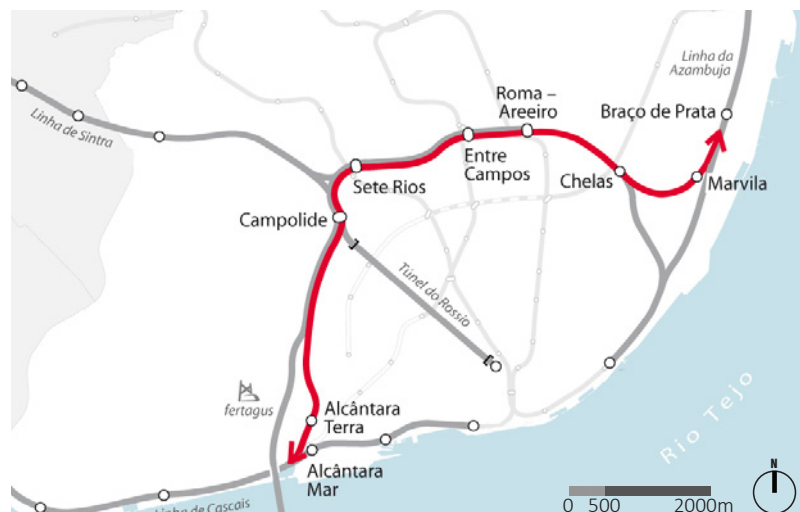 Linha da
Azambuja
Roma –
Areeiro
Braço de Prata
Linha de Sintra
Entre
Campos
Sete Rios
Chelas
Marvila
Campolide
Túnel do Rossio
fertagus
Alcântara
Terra
Rio Tejo
Alcântara
Mar
Linha de Cascais
N
0 500 2000m